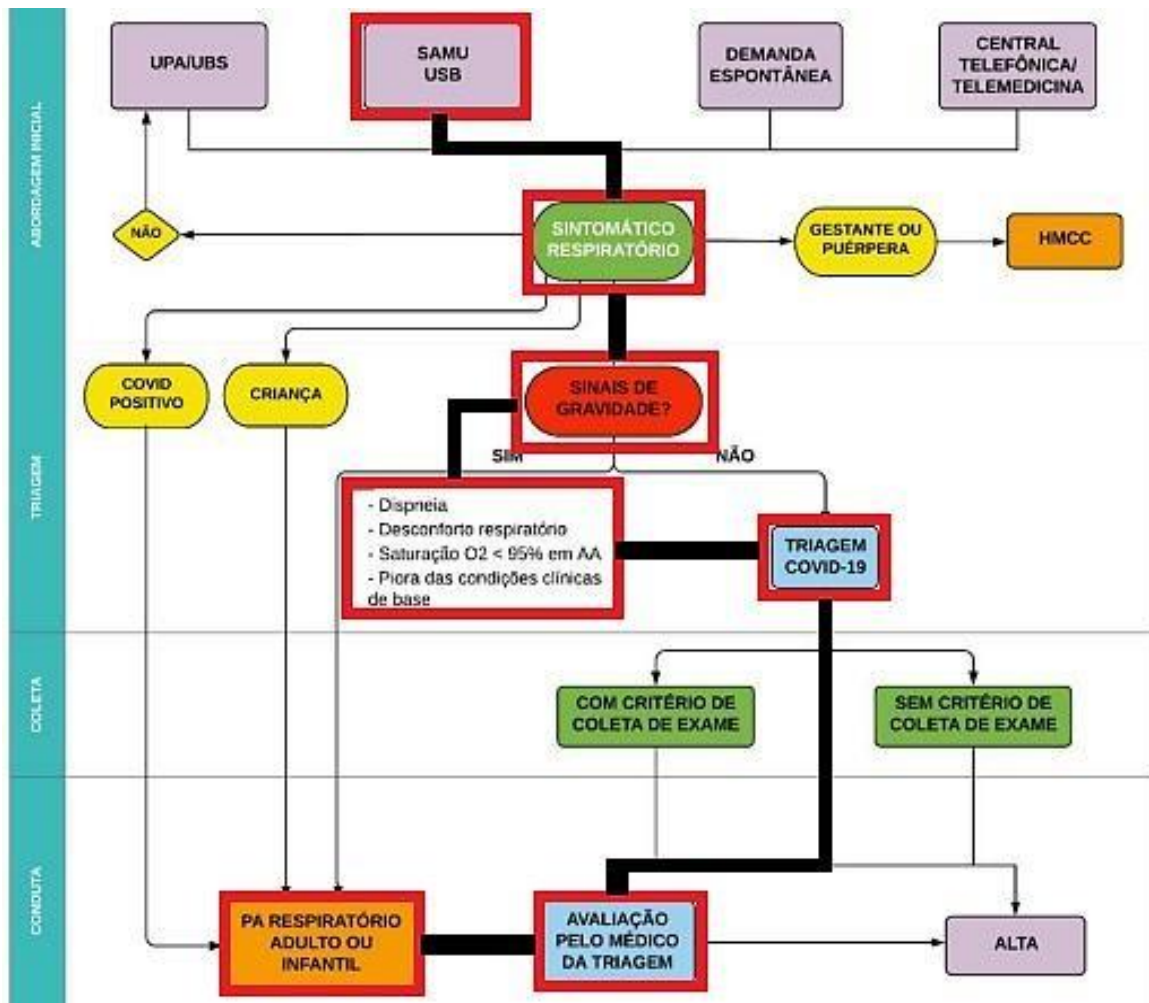 ABORDAGEM INICIAL
UPA/UBS
SAMU
USB
DEMANDA
ESPONTÂNEA
CENTRAL
TELEFÔNICA/
TELEMEDICINA
NÃO
SINTOMÁTICO
RESPIRATÓRIO
GESTANTE OU
PUÉRPERA
HMCC
TRIAGEM
COVID
POSITIVO
CRIANÇA
SINAIS DE
GRAVIDADE?
SIM
NÃO
- Dispneia
- Desconforto respiratório
- Saturação O2 < 95% em AA
- Piora das condições clínicas
de base
TRIAGEM
COVID-19
COLETA
COM CRITÉRIO DE
COLETA DE EXAME
SEM CRITÉRIO DE
COLETA DE EXAME
CONDUTA
PA RESPIRATÓRIO
ADULTO OU
INFANTIL
AVALIAÇÃO
PELO MÉDICO
DA TRIAGEM
ALTA